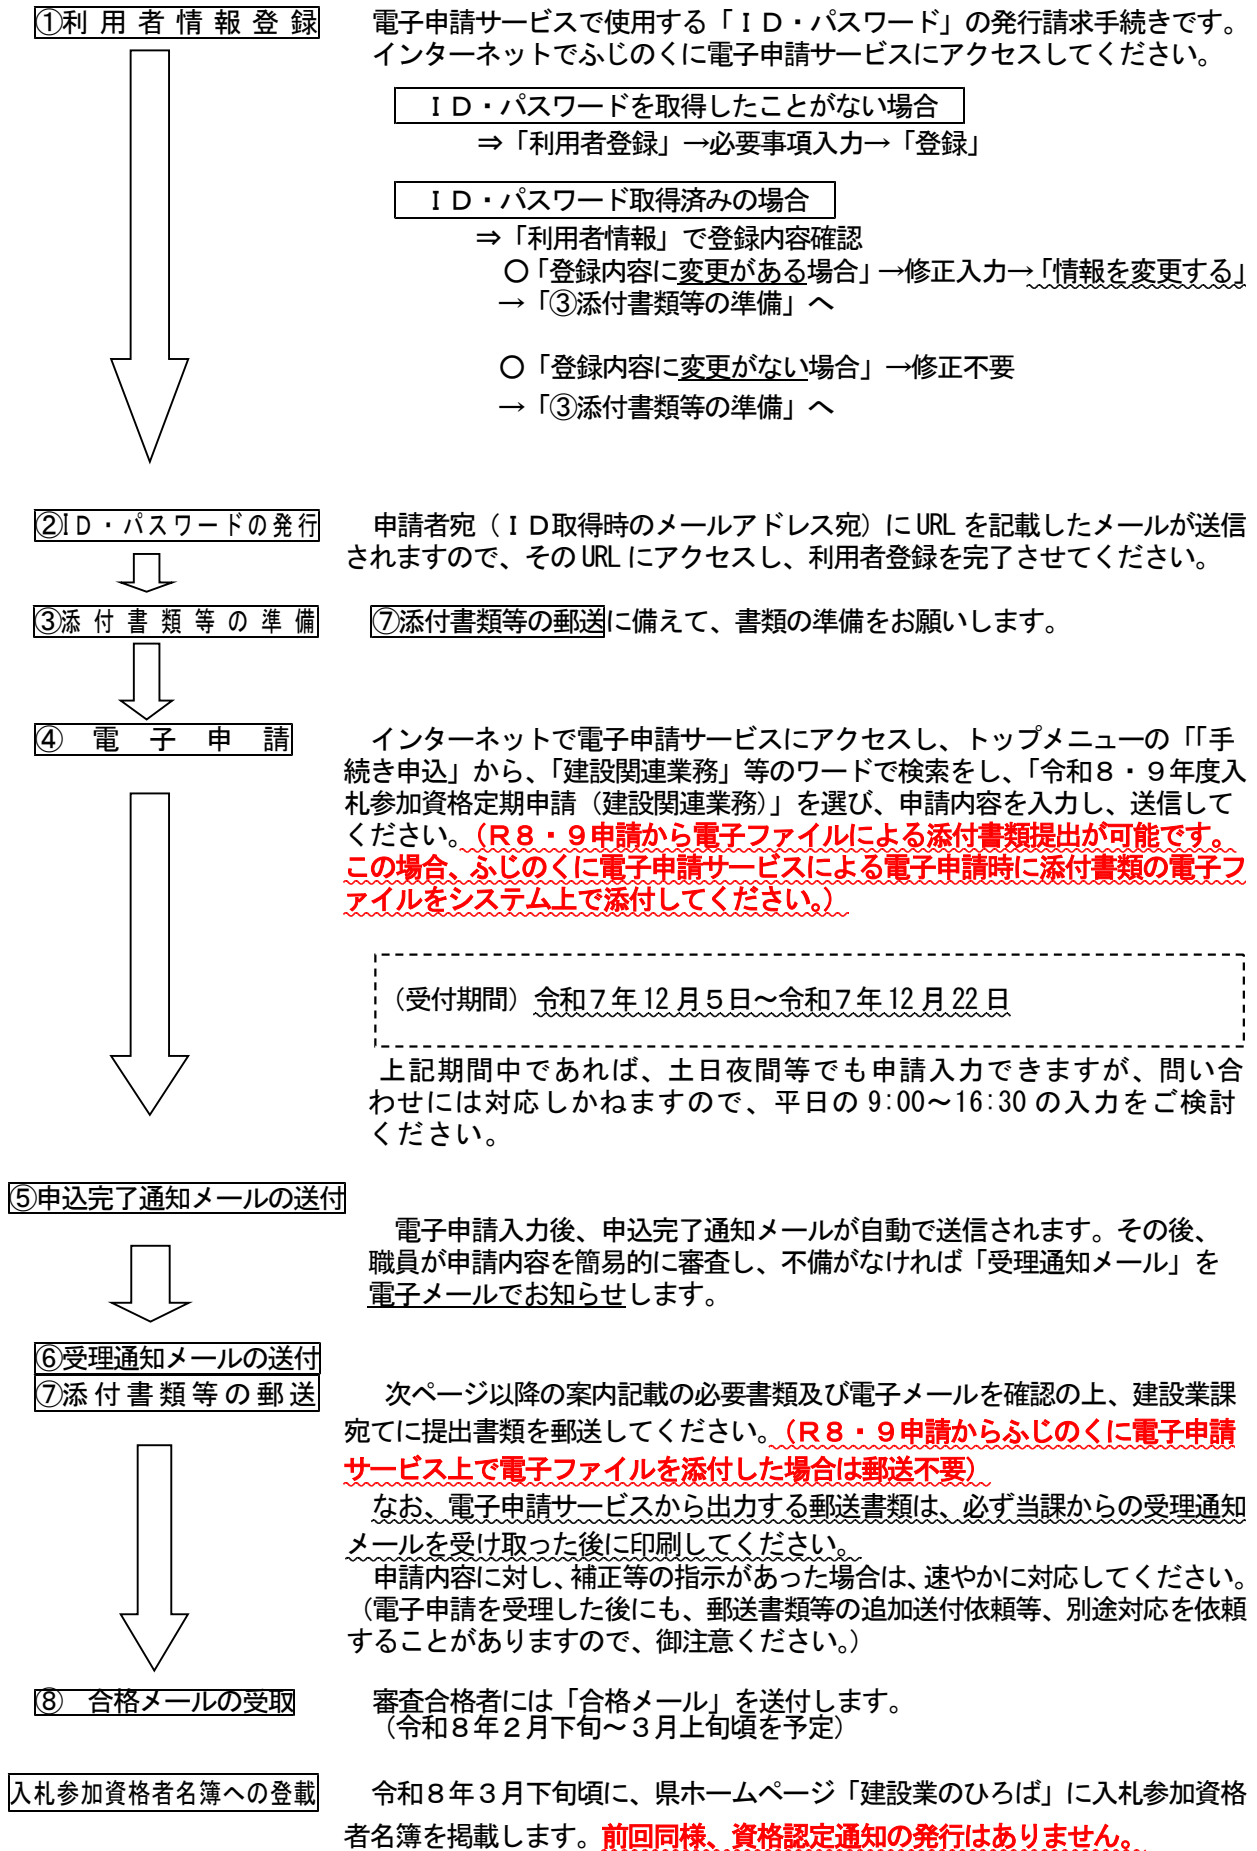 ①利用者情報登録
電子申請サービスで使用する「ＩＤ・パスワード」の発行請求手続きです。
インターネットでふじのくに電子申請サービスにアクセスしてください。
ＩＤ・パスワードを取得したことがない場合
⇒「利用者登録」→必要事項入力→「登録」
ＩＤ・パスワード取得済みの場合
⇒「利用者情報」で登録内容確認
〇「登録内容に変更がある場合」→修正入力→「情報を変更する」
→「③添付書類等の準備」へ
〇「登録内容に変更がない場合」→修正不要
→「③添付書類等の準備」へ
②ＩＤ・パスワードの発行
申請者宛（ＩＤ取得時のメールアドレス宛）にURLを記載したメールが送信
されますので、そのURLにアクセスし、利用者登録を完了させてください。
③添付書類等の準備
⑦添付書類等の郵送に備えて、書類の準備をお願いします。
④　電　子　申　請
インターネットで電子申請サービスにアクセスし、トップメニューの「「手
続き申込」から、「建設関連業務」等のワードで検索をし、「令和８・９年度入
札参加資格定期申請（建設関連業務）」を選び、申請内容を入力し、送信して
ください。（Ｒ８・９申請から電子ファイルによる添付書類提出が可能です。
この場合、ふじのくに電子申請サービスによる電子申請時に添付書類の電子フ
ァイルをシステム上で添付してください。）
（受付期間）令和７年12月５日～令和７年12月22日
上記期間中であれば、土日夜間等でも申請入力できますが、問い合
わせには対応しかねますので、平日の9:00～16:30の入力をご検討
ください。
⑤申込完了通知メールの送付
電子申請入力後、申込完了通知メールが自動で送信されます。その後、
職員が申請内容を簡易的に審査し、不備がなければ「受理通知メール」を
電子メールでお知らせします。
⑥受理通知メールの送付
⑦添付書類等の郵送
次ページ以降の案内記載の必要書類及び電子メールを確認の上、建設業課
宛てに提出書類を郵送してください。（Ｒ８・９申請からふじのくに電子申請
サービス上で電子ファイルを添付した場合は郵送不要）
なお、電子申請サービスから出力する郵送書類は、必ず当課からの受理通知
メールを受け取った後に印刷してください。
申請内容に対し、補正等の指示があった場合は、速やかに対応してください。
（電子申請を受理した後にも、郵送書類等の追加送付依頼等、別途対応を依頼
することがありますので、御注意ください。）
⑧　合格メールの受取
審査合格者には「合格メール」を送付します。
（令和８年２月下旬～３月上旬頃を予定）
入札参加資格者名簿への登載
令和８年３月下旬頃に、県ホームページ「建設業のひろば」に入札参加資格
者名簿を掲載します。前回同様、資格認定通知の発行はありません。